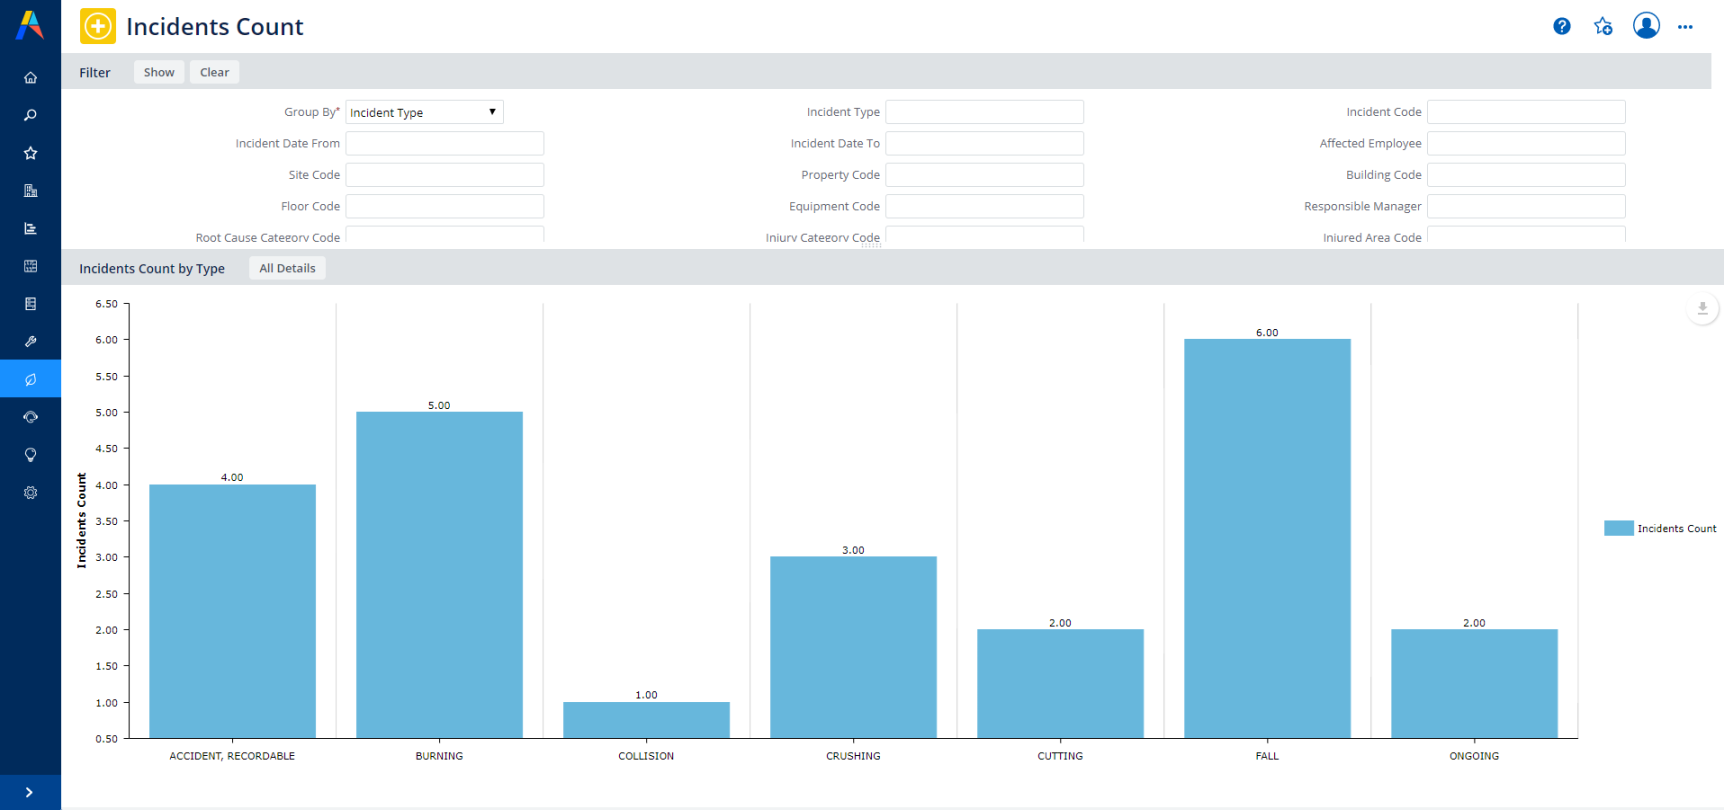 Incidents Count
Filter Show Clear
Group By* Incident Type ▼ Incident Type Incident Code
Incident Date From Incident Date To Affected Employee
Site Code Property Code Building Code
Floor Code Equipment Code Responsible Manager
Root Cause Category Code Injury Category Code Injured Area Code
Incidents Count by Type All Details
6.50
6.00
5.50
5.00
4.50
4.00
3.50
3.00
2.50
2.00
1.50
1.00
0.50
Incidents Count
4.00
5.00
1.00
3.00
2.00
6.00
2.00
ACCIDENT, RECORDABLE BURNING COLLISION CRUSHING CUTTING FALL ONGOING
Incidents Count